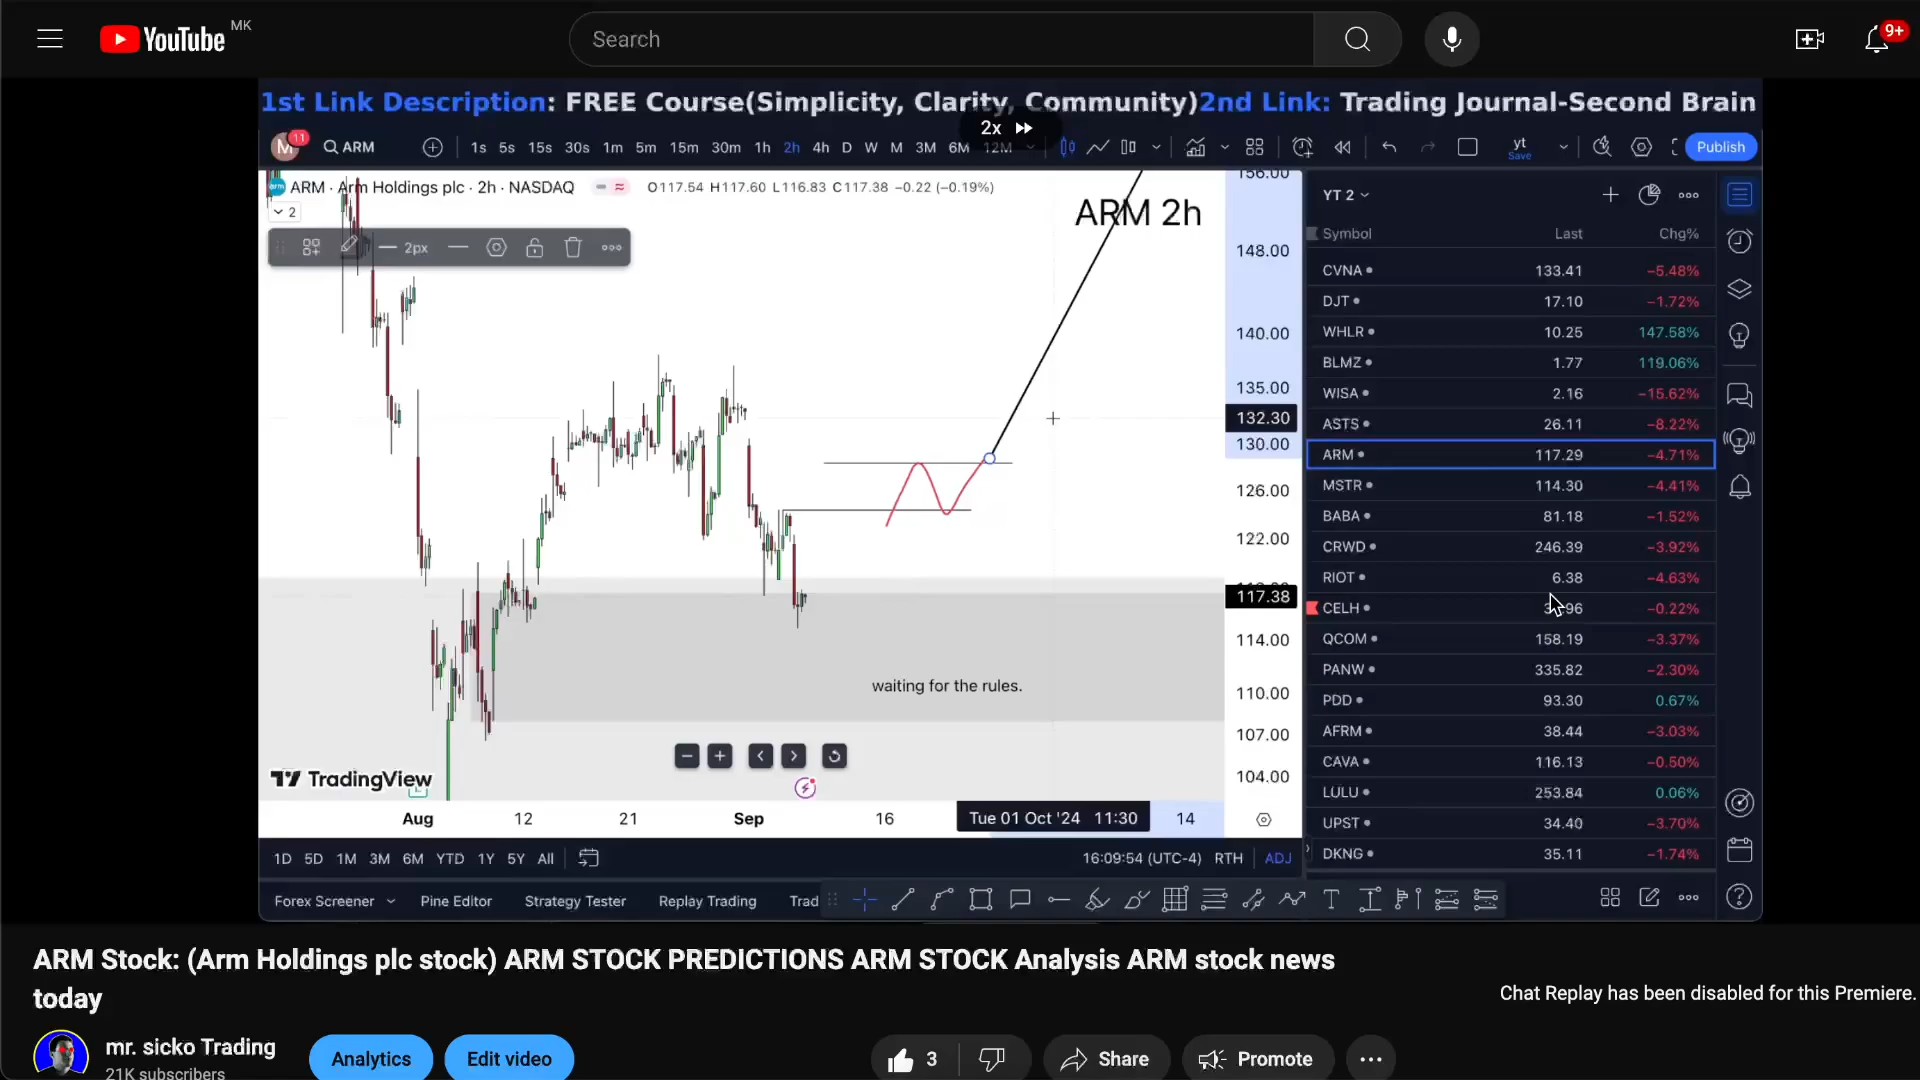 YouTube MK
Search
9+
1st Link Description: FREE Course(Simplicity, Clarity, Community)2nd Link: Trading Journal-Second Brain
2x
M 11 ARM 1s 5s 15s 30s 1m 5m 15m 30m 1h 2h 4h D W M 3M 6M 12M yt Save Publish
ARM · Arm Holdings plc · 2h · NASDAQ O117.54 H117.60 L116.83 C117.38 −0.22 (−0.19%)
2
2px
ARM 2h
156.00
148.00
140.00
135.00
132.30
130.00
126.00
122.00
117.38
114.00
110.00
107.00
104.00
waiting for the rules.
TradingView
Aug 12 21 Sep 16 Tue 01 Oct '24 11:30 14
1D 5D 1M 3M 6M YTD 1Y 5Y All 16:09:54 (UTC-4) RTH ADJ
Forex Screener Pine Editor Strategy Tester Replay Trading Trad
YT 2
Symbol Last Chg%
CVNA 133.41 −5.48%
DJT 17.10 −1.72%
WHLR 10.25 147.58%
BLMZ 1.77 119.06%
WISA 2.16 −15.62%
ASTS 26.11 −8.22%
ARM 117.29 −4.71%
MSTR 114.30 −4.41%
BABA 81.18 −1.52%
CRWD 246.39 −3.92%
RIOT 6.38 −4.63%
CELH −0.22%
QCOM 158.19 −3.37%
PANW 335.82 −2.30%
PDD 93.30 0.67%
AFRM 38.44 −3.03%
CAVA 116.13 −0.50%
LULU 253.84 0.06%
UPST 34.40 −3.70%
DKNG 35.11 −1.74%
ARM Stock: (Arm Holdings plc stock) ARM STOCK PREDICTIONS ARM STOCK Analysis ARM stock news
today
Chat Replay has been disabled for this Premiere.
mr. sicko Trading
21K subscribers
Analytics
Edit video
3
Share
Promote